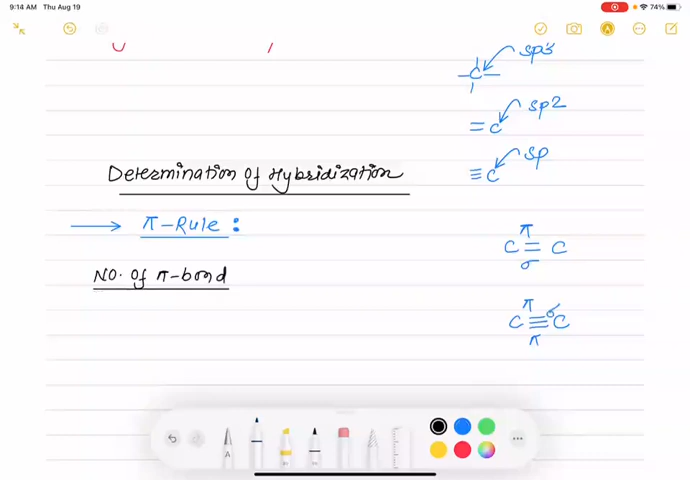 9:14 AM Thu Aug 19
74%
sp3
C
sp2
= C
sp
≡ C
Determination of Hybridization
π-Rule:
π
C = C
σ
No. of π-bond
π σ
C ≡ C
π
A